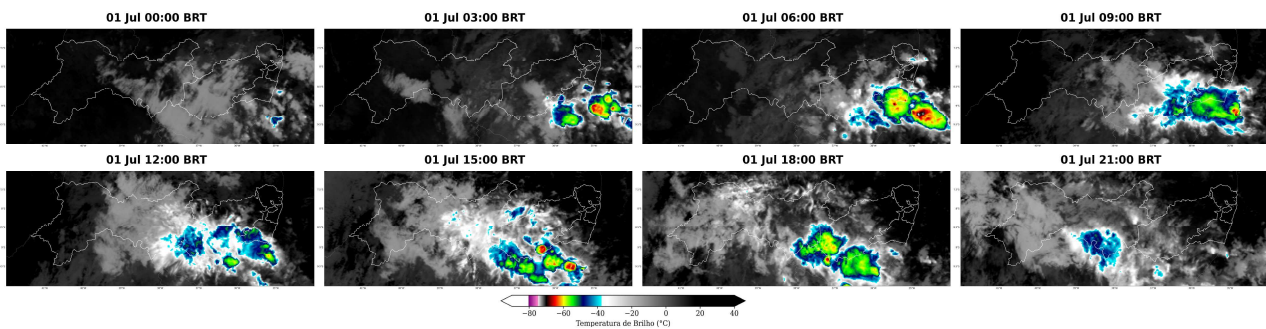 01 Jul 00:00 BRT
01 Jul 03:00 BRT
01 Jul 06:00 BRT
01 Jul 09:00 BRT
01 Jul 12:00 BRT
01 Jul 15:00 BRT
01 Jul 18:00 BRT
01 Jul 21:00 BRT
−80 −60 −40 −20 0 20 40
Temperatura de Brilho (°C)